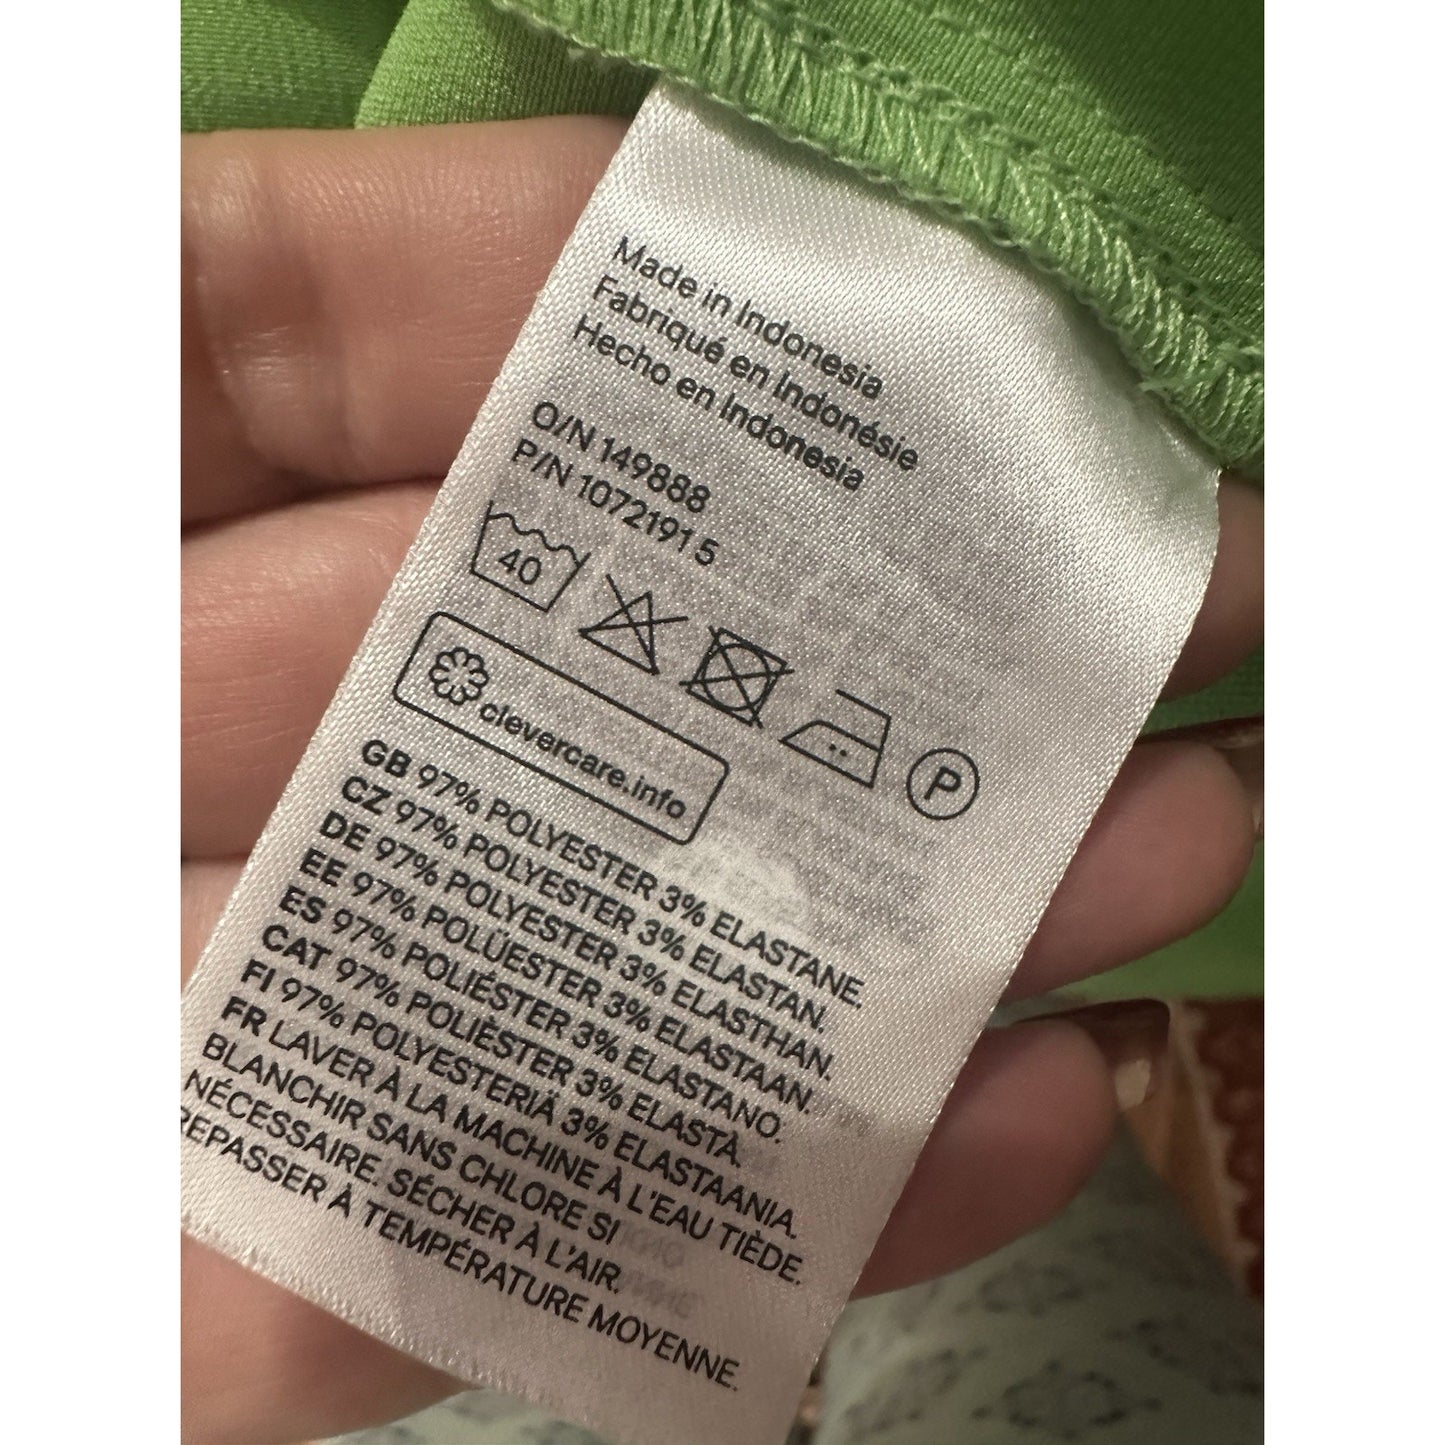 Made in Indonesia
Fabriqué en Indonésie
Hecho en Indonesia
O/N 149888
P/N 1072191 5
40
P
clevercare.info
GB 97% POLYESTER 3% ELASTANE.
CZ 97% POLYESTER 3% ELASTAN.
DE 97% POLYESTER 3% ELASTHAN.
EE 97% POLÜESTER 3% ELASTAAN.
ES 97% POLIÉSTER 3% ELASTANO.
CAT 97% POLIÈSTER 3% ELASTÀ.
FI 97% POLYESTERIÄ 3% ELASTAANIA.
FR LAVER À LA MACHINE À L'EAU TIÈDE.
BLANCHIR SANS CHLORE SI
NÉCESSAIRE. SÉCHER À L'AIR.
REPASSER À TEMPÉRATURE MOYENNE.